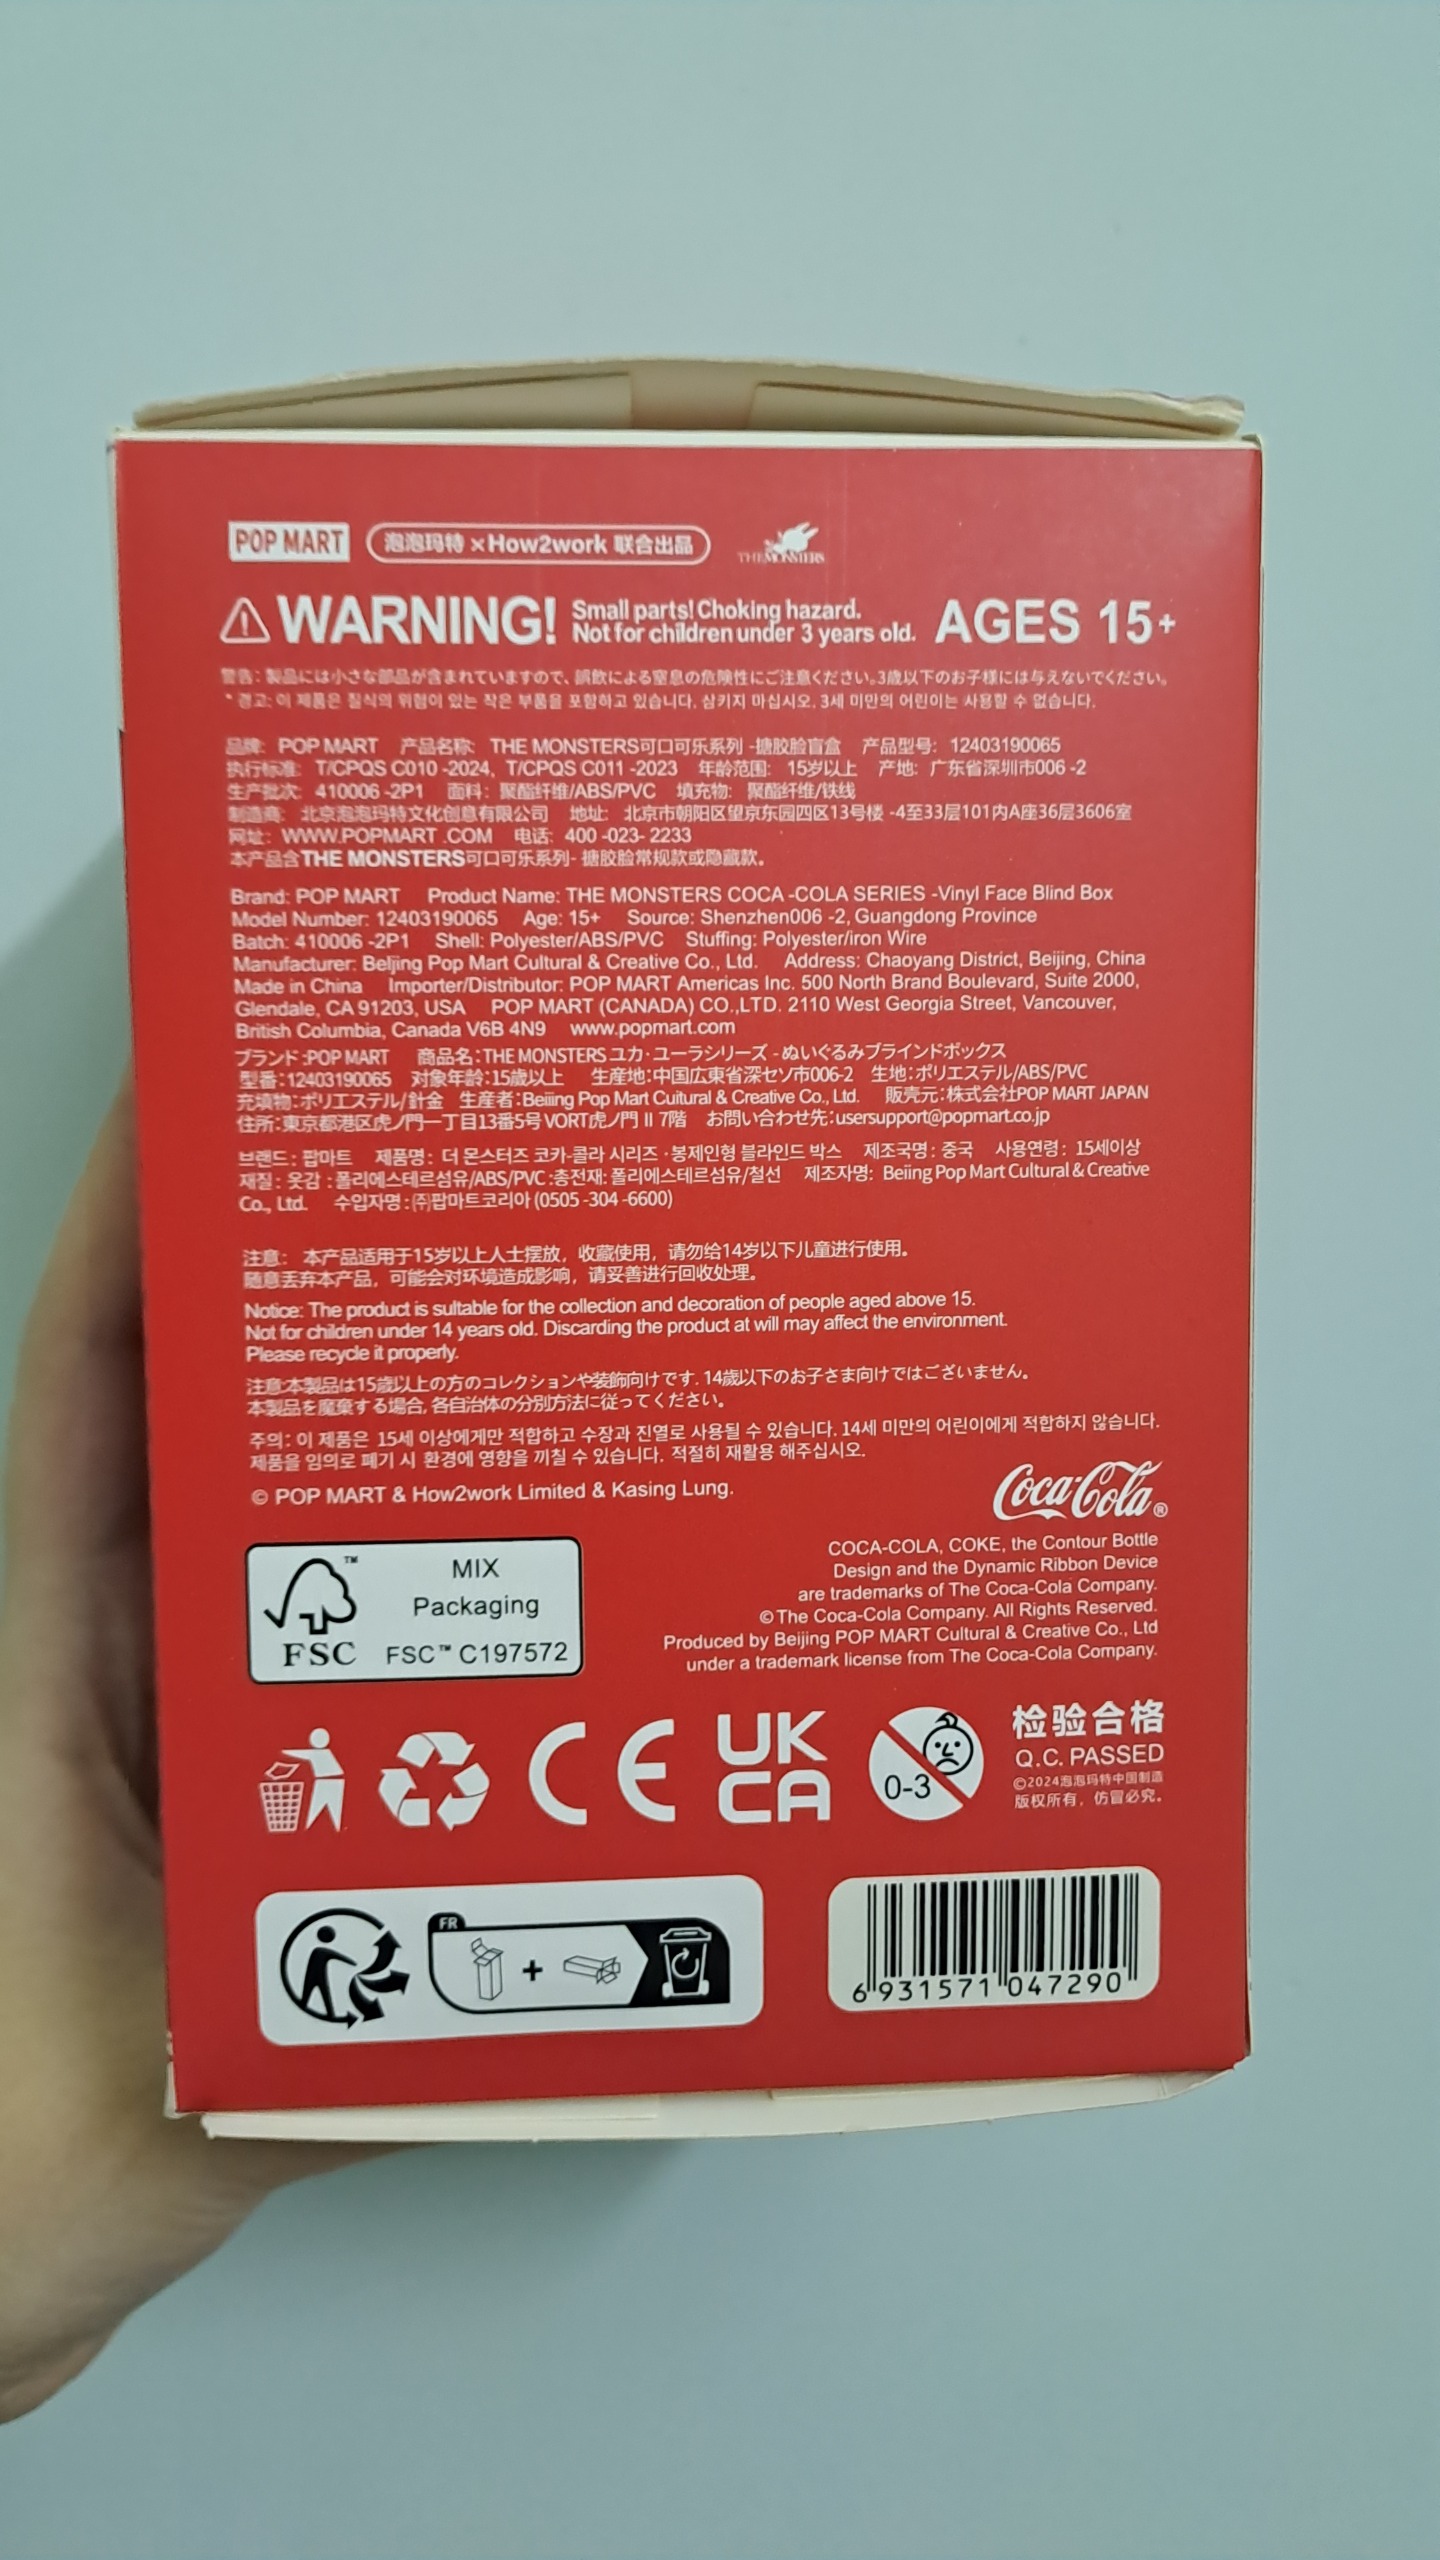 POP MART 泡泡玛特 ×How2work 联合出品 THE MONSTERS
WARNING! Small parts! Choking hazard.
Not for children under 3 years old. AGES 15+
警告：製品には小さな部品が含まれていますので、誤飲による窒息の危険性にご注意ください。3歳以下のお子様には与えないでください。
* 경고: 이 제품은 질식의 위험이 있는 작은 부품을 포함하고 있습니다. 삼키지 마십시오. 3세 미만의 어린이는 사용할 수 없습니다.
品牌： POP MART 产品名称： THE MONSTERS可口可乐系列 -搪胶脸盲盒 产品型号： 12403190065
执行标准： T/CPQS C010 -2024, T/CPQS C011 -2023 年龄范围： 15岁以上 产地： 广东省深圳市006 -2
生产批次： 410006 -2P1 面料： 聚酯纤维/ABS/PVC 填充物： 聚酯纤维/铁线
制造商： 北京泡泡玛特文化创意有限公司 地址： 北京市朝阳区望京东园四区13号楼 -4至33层101内A座36层3606室
网址： WWW.POPMART .COM 电话： 400 -023- 2233
本产品含THE MONSTERS可口可乐系列- 搪胶脸常规款或隐藏款。
Brand: POP MART Product Name: THE MONSTERS COCA -COLA SERIES -Vinyl Face Blind Box
Model Number: 12403190065 Age: 15+ Source: Shenzhen006 -2, Guangdong Province
Batch: 410006 -2P1 Shell: Polyester/ABS/PVC Stuffing: Polyester/iron Wire
Manufacturer: Beljing Pop Mart Cultural & Creative Co., Ltd. Address: Chaoyang District, Beijing, China
Made in China Importer/Distributor: POP MART Americas Inc. 500 North Brand Boulevard, Suite 2000,
Glendale, CA 91203, USA POP MART (CANADA) CO.,LTD. 2110 West Georgia Street, Vancouver,
British Columbia, Canada V6B 4N9 www.popmart.com
ブランド:POP MART 商品名：THE MONSTERS ユカ・ユーラシリーズ - ぬいぐるみブラインドボックス
型番：12403190065 対象年齢：15歳以上 生産地：中国広東省深セソ市006-2 生地：ポリエステル/ABS/PVC
充填物：ポリエステル/針金 生産者：Beiiing Pop Mart Cuitural & Creative Co., Ltd. 販売元：株式会社POP MART JAPAN
住所：東京都港区虎ノ門一丁目13番5号 VORT虎ノ門 II 7階 お問い合わせ先：usersupport@popmart.co.jp
브랜드 : 팝마트 제품명 : 더 몬스터즈 코카-콜라 시리즈 · 봉제인형 블라인드 박스 제조국명 : 중국 사용연령 : 15세이상
재질 : 옷감 : 폴리에스테르섬유/ABS/PVC :총전재: 폴리에스테르섬유/철선 제조자명: Beiing Pop Mart Cultural & Creative
Co., Ltd. 수입자명 : ㈜팝마트코리아 (0505 -304 -6600)
注意： 本产品适用于15岁以上人士摆放，收藏使用，请勿给14岁以下儿童进行使用。
随意丢弃本产品，可能会对环境造成影响，请妥善进行回收处理。
Notice: The product is suitable for the collection and decoration of people aged above 15.
Not for children under 14 years old. Discarding the product at will may affect the environment.
Please recycle it properly.
注意:本製品は15歳以上の方のコレクションや装飾向けです. 14歳以下のお子さま向けではございません。
本製品を廃棄する場合, 各自治体の分別方法に従ってください。
주의 : 이 제품은 15세 이상에게만 적합하고 수장과 진열로 사용될 수 있습니다. 14세 미만의 어린이에게 적합하지 않습니다.
제품을 임의로 폐기 시 환경에 영향을 끼칠 수 있습니다. 적절히 재활용 해주십시오.
© POP MART & How2work Limited & Kasing Lung.
Coca-Cola®
COCA-COLA, COKE, the Contour Bottle
Design and the Dynamic Ribbon Device
are trademarks of The Coca-Cola Company.
© The Coca-Cola Company. All Rights Reserved.
Produced by Beijing POP MART Cultural & Creative Co., Ltd
under a trademark license from The Coca-Cola Company.
FSC™
MIX
Packaging
FSC™ C197572
CE
UK
CA
0-3
检验合格
Q.C. PASSED
©2024泡泡玛特中国制造
版权所有，仿冒必究。
FR
+
6 931571 047290